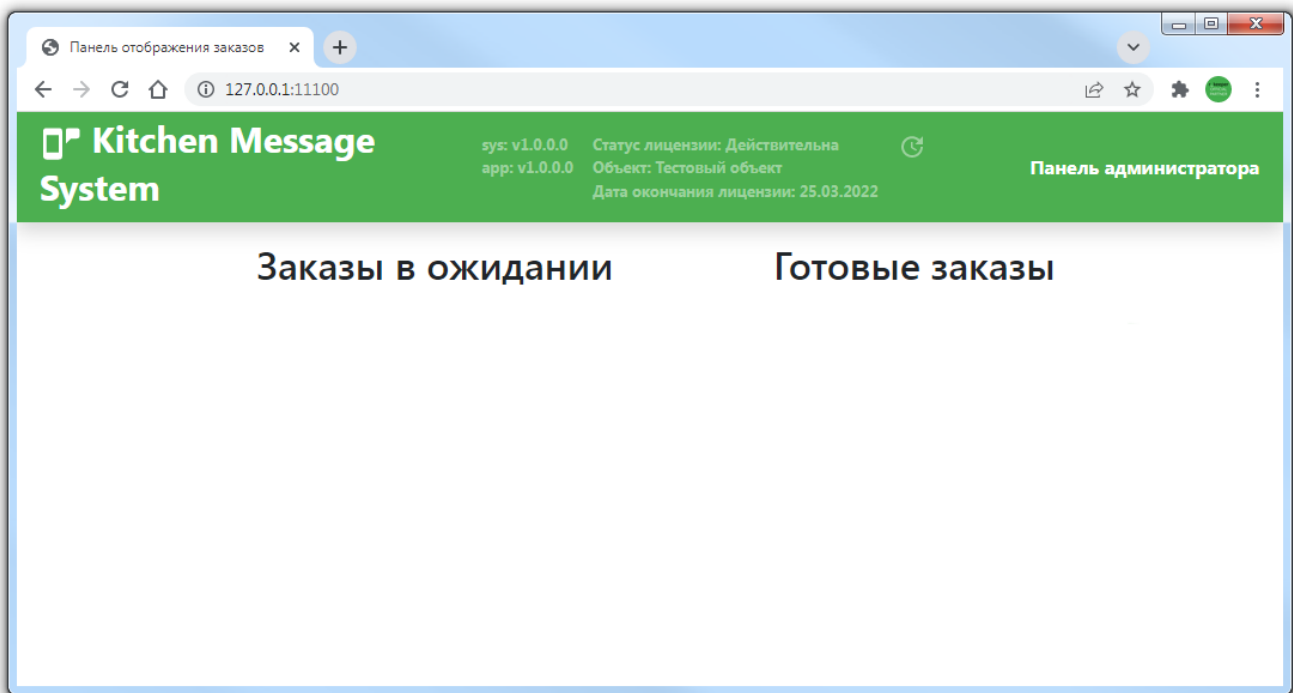 Панель отображения заказов
127.0.0.1:11100
Kitchen Message
System
sys: v1.0.0.0
app: v1.0.0.0
Статус лицензии: Действительна
Объект: Тестовый объект
Дата окончания лицензии: 25.03.2022
Панель администратора
Заказы в ожидании
Готовые заказы